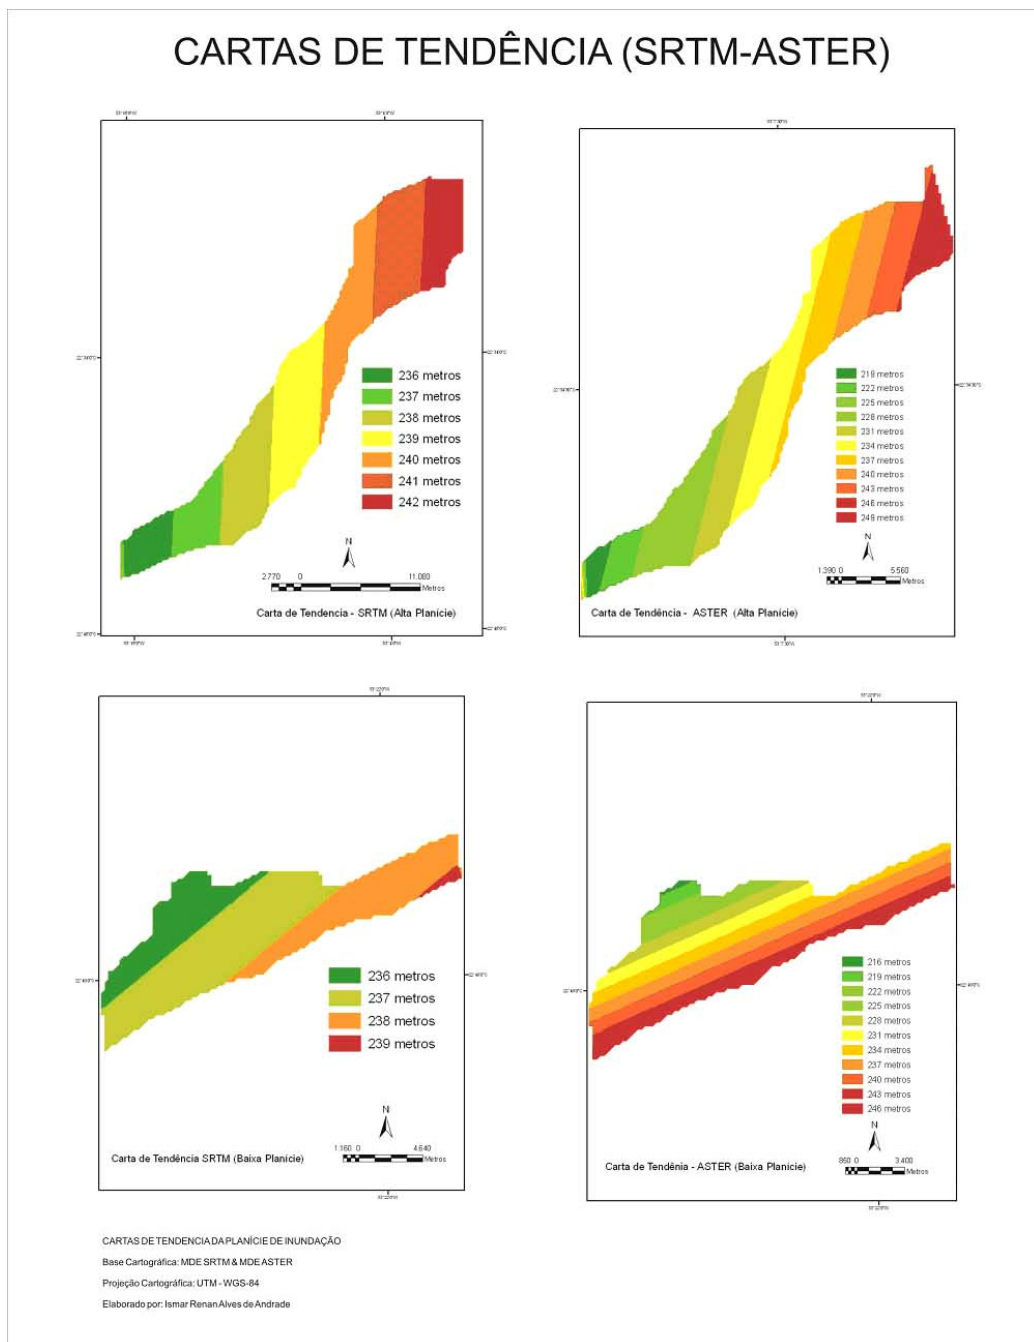 CARTAS DE TENDÊNCIA (SRTM-ASTER)
236 metros
237 metros
238 metros
239 metros
240 metros
241 metros
242 metros
N
2.770 0 11.080
Metros
Carta de Tendencia - SRTM (Alta Planície)
219 metros
222 metros
225 metros
228 metros
231 metros
234 metros
237 metros
240 metros
243 metros
246 metros
249 metros
N
1.390 0 5.560
Metros
Carta de Tendência - ASTER (Alta Planície)
236 metros
237 metros
238 metros
239 metros
N
1.160 0 4.640
Metros
Carta de Tendência SRTM (Baixa Planície)
216 metros
219 metros
222 metros
225 metros
228 metros
231 metros
234 metros
237 metros
240 metros
243 metros
246 metros
N
850 0 3.400
Metros
Carta de Tendênia - ASTER (Baixa Planície)
CARTAS DE TENDENCIA DA PLANÍCIE DE INUNDAÇÃO
Base Cartográfica: MDE SRTM & MDE ASTER
Projeção Cartográfica: UTM - WGS-84
Elaborado por: Ismar Renan Alves de Andrade